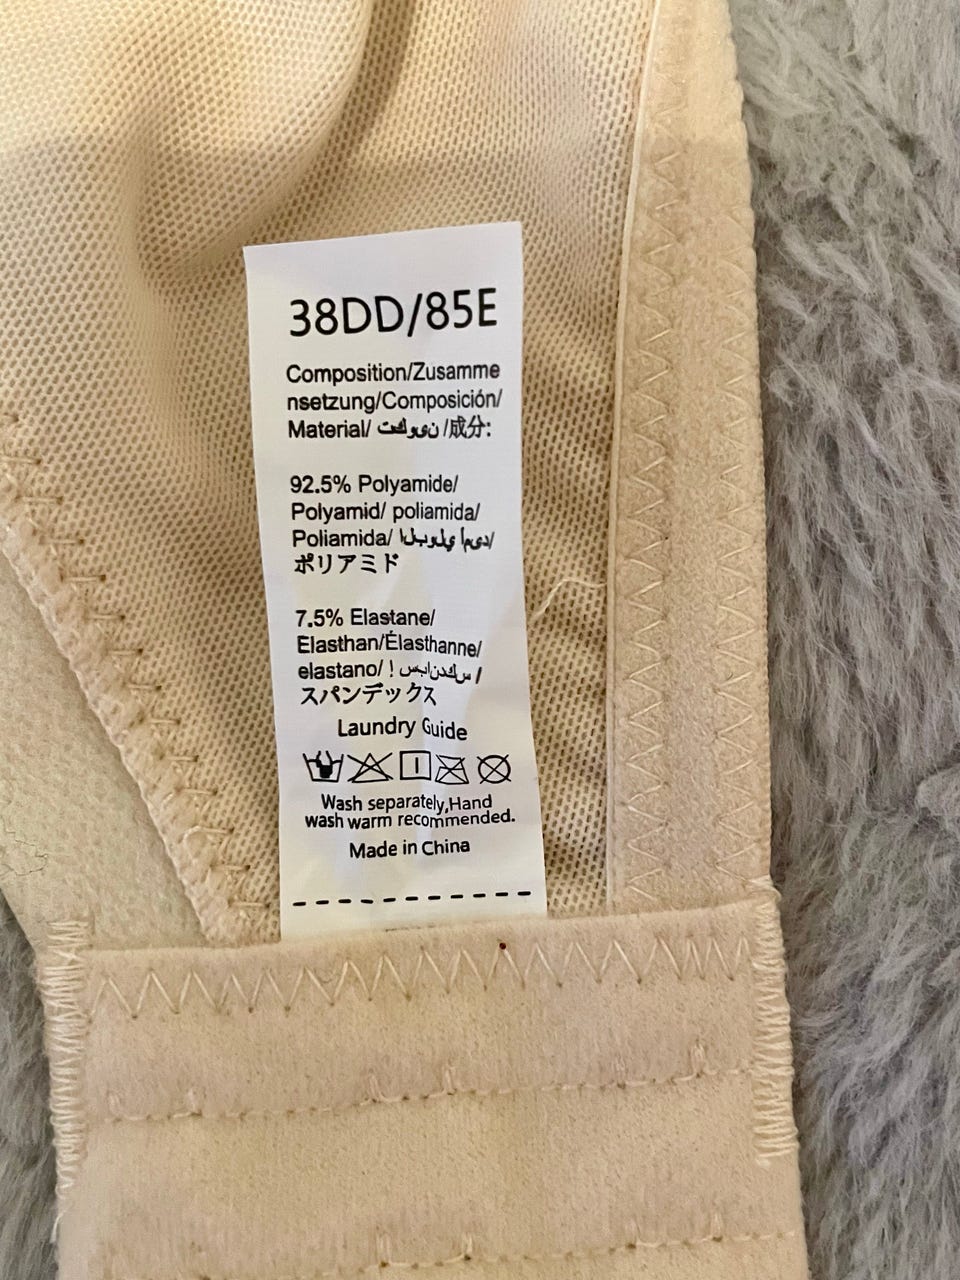 38DD/85E
Composition/Zusamme
nsetzung/Composición/
Material/ تكوين /成分:
92.5% Polyamide/
Polyamid/ poliamida/
Poliamida/
ポリアミド
7.5% Elastane/
Elasthan/Élasthanne/
elastano/
スパンデックス
Laundry Guide
Wash separately,Hand
wash warm recommended.
Made in China